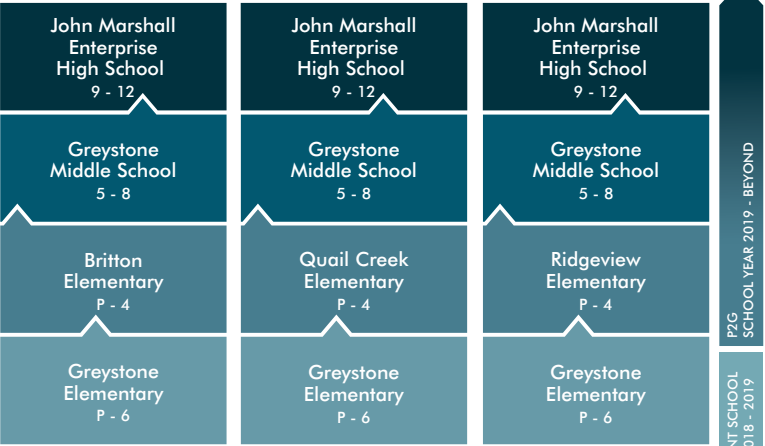 John Marshall
Enterprise
High School
9 - 12
Greystone
Middle School
5 - 8
Britton
Elementary
P - 4
Greystone
Elementary
P - 6
John Marshall
Enterprise
High School
9 - 12
Greystone
Middle School
5 - 8
Quail Creek
Elementary
P - 4
Greystone
Elementary
P - 6
John Marshall
Enterprise
High School
9 - 12
Greystone
Middle School
5 - 8
Ridgeview
Elementary
P - 4
Greystone
Elementary
P - 6
P2G
SCHOOL YEAR 2019 - BEYOND
SCHOOL
2019